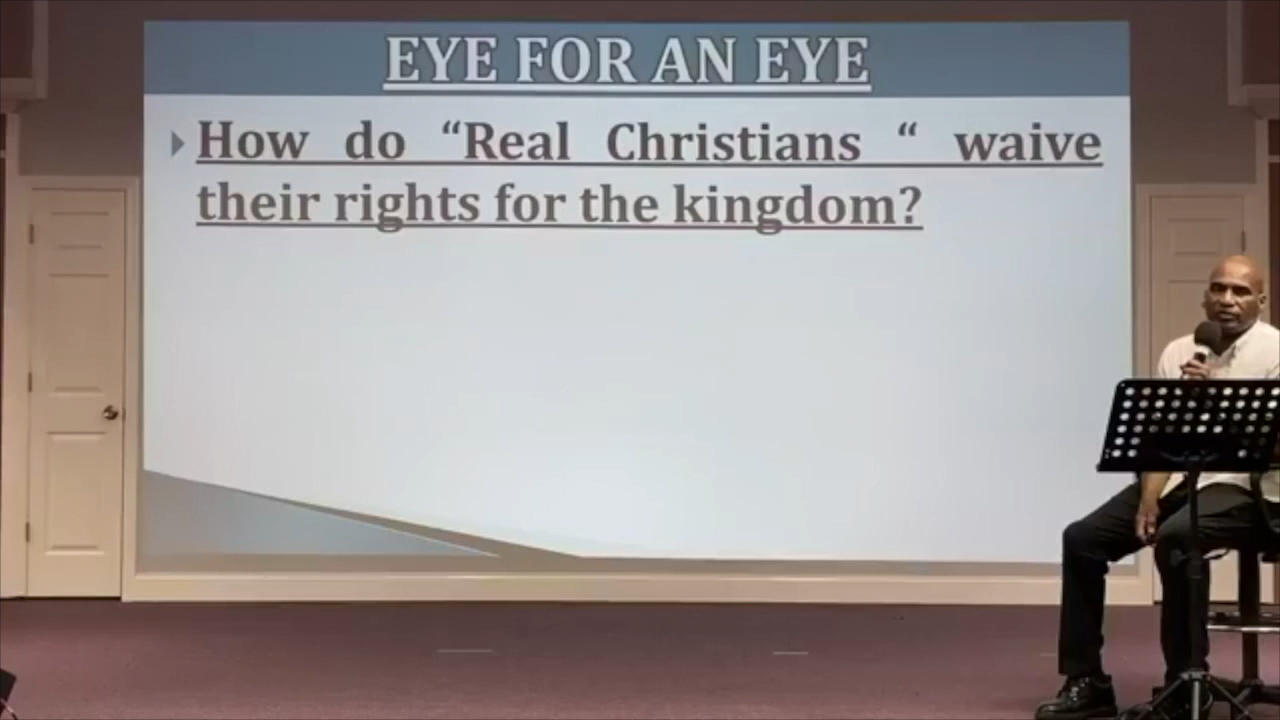 EYE FOR AN EYE
How do “Real Christians “ waive
their rights for the kingdom?